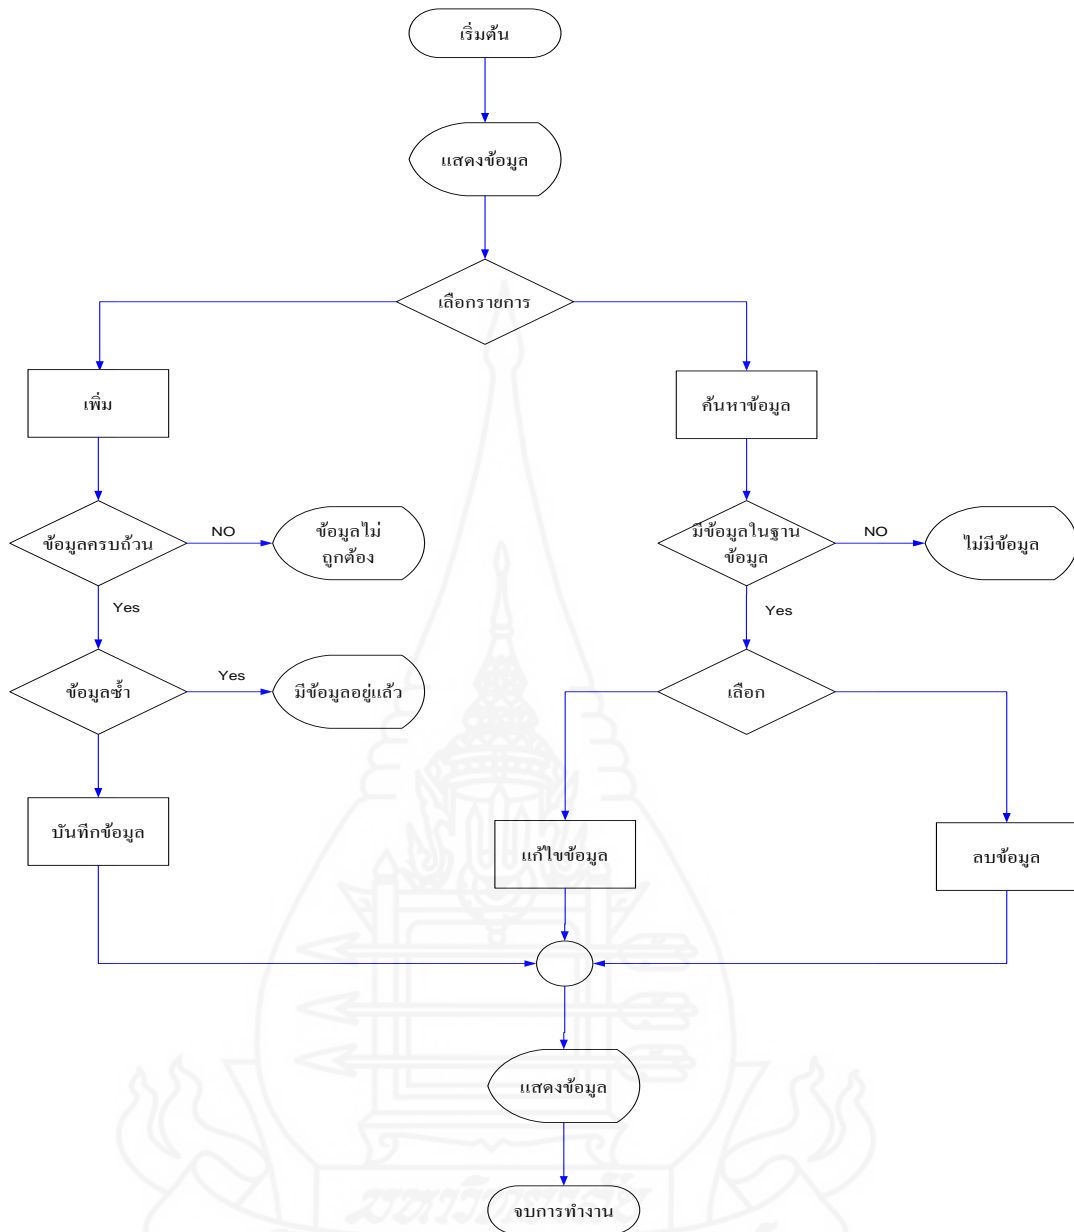 เริ่มต้น
แสดงข้อมูล
เลือกรายการ
เพิ่ม
ค้นหาข้อมูล
ข้อมูลครบถ้วน
NO
ข้อมูลไม่
ถูกต้อง
มีข้อมูลในฐาน
ข้อมูล
NO
ไม่มีข้อมูล
Yes
Yes
ข้อมูลซ้ำ
Yes
มีข้อมูลอยู่แล้ว
เลือก
บันทึกข้อมูล
แก้ไขข้อมูล
ลบข้อมูล
แสดงข้อมูล
จบการทำงาน